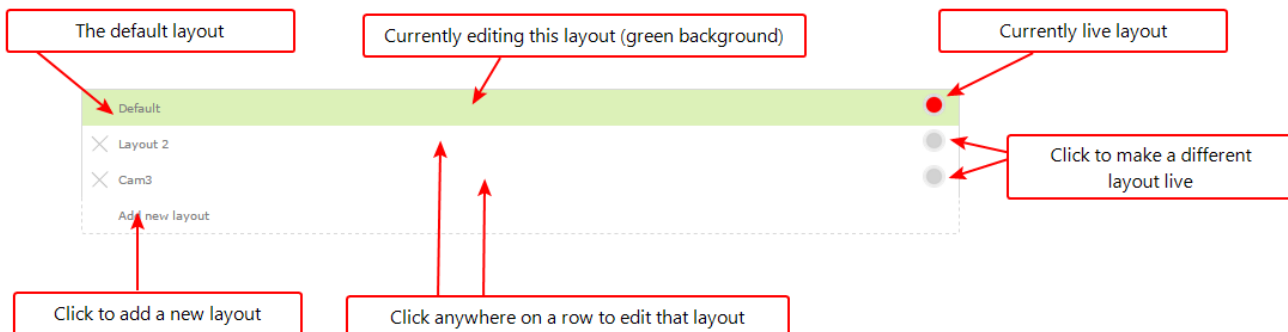 The default layout
Currently editing this layout (green background)
Currently live layout
Default
Layout 2
Cam3
Add new layout
Click to make a different
layout live
Click to add a new layout
Click anywhere on a row to edit that layout